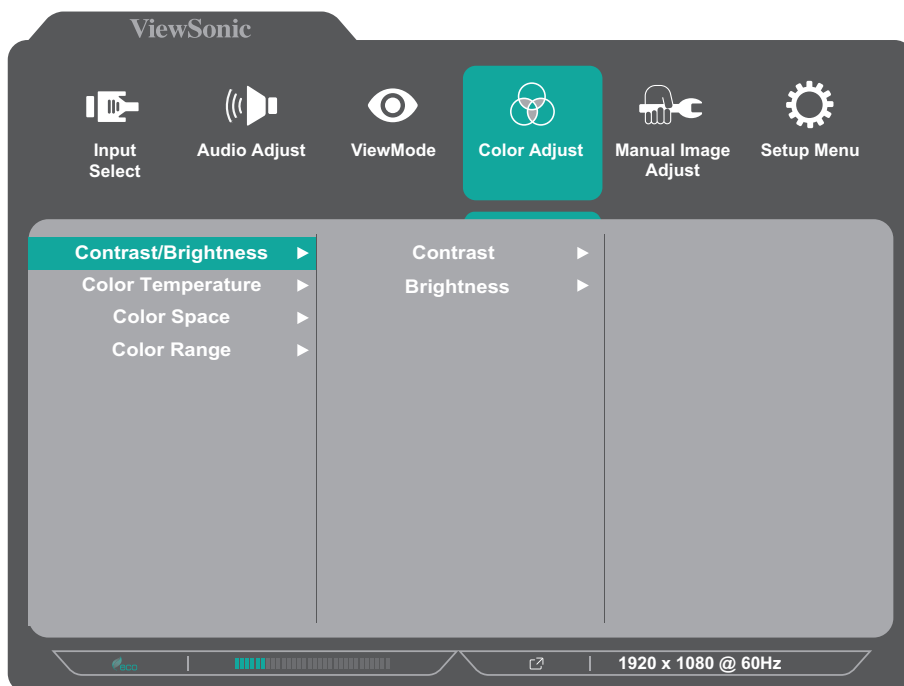 ViewSonic
Input
Select
Audio Adjust
ViewMode
Color Adjust
Manual Image
Adjust
Setup Menu
Contrast/Brightness
Color Temperature
Color Space
Color Range
Contrast
Brightness
eco
1920 x 1080 @ 60Hz